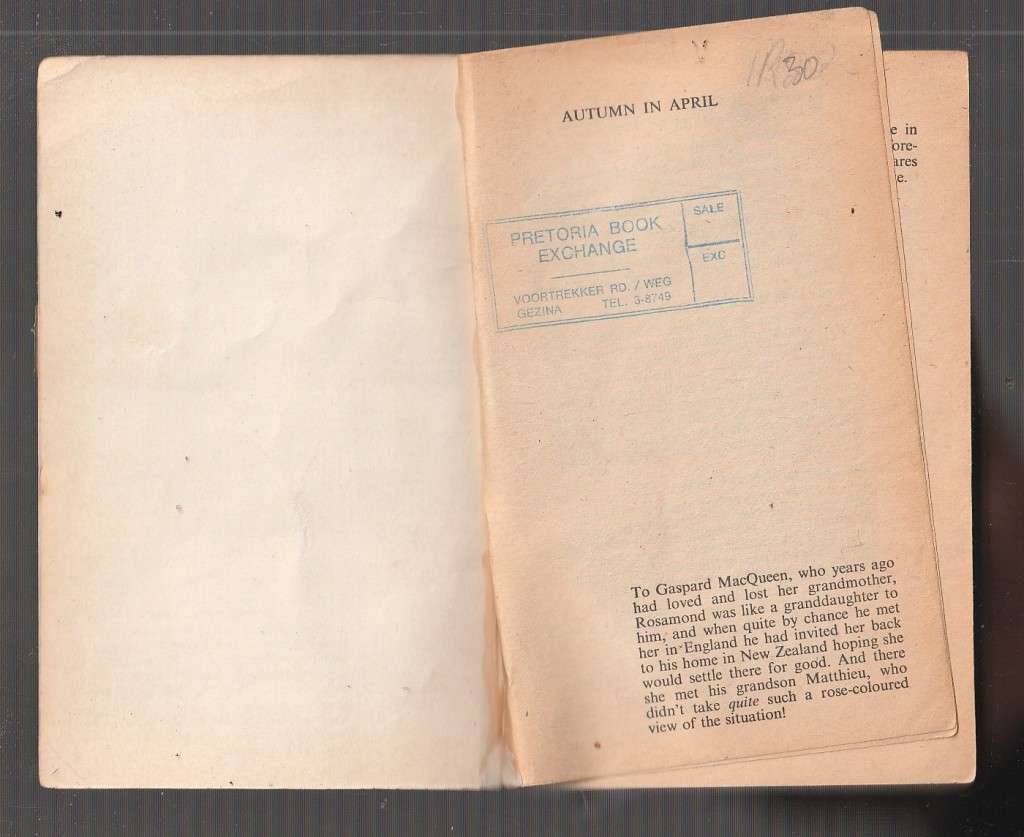 R30
AUTUMN IN APRIL
PRETORIA BOOK
EXCHANGE
SALE
EXC
VOORTREKKER RD. / WEG
GEZINA TEL. 3-8749
e in
ore-
ares
e.
To Gaspard MacQueen, who years ago
had loved and lost her grandmother,
Rosamond was like a granddaughter to
him, and when quite by chance he met
her in England he had invited her back
to his home in New Zealand hoping she
would settle there for good. And there
she met his grandson Matthieu, who
didn't take quite such a rose-coloured
view of the situation!